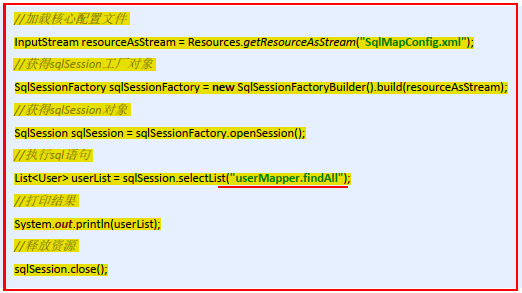 //加载核心配置文件
InputStream resourceAsStream = Resources.getResourceAsStream("SqlMapConfig.xml");
//获得sqlSession工厂对象
SqlSessionFactory sqlSessionFactory = new SqlSessionFactoryBuilder().build(resourceAsStream);
//获得sqlSession对象
SqlSession sqlSession = sqlSessionFactory.openSession();
//执行sql语句
List<User> userList = sqlSession.selectList("userMapper.findAll");
//打印结果
System.out.println(userList);
//释放资源
sqlSession.close();